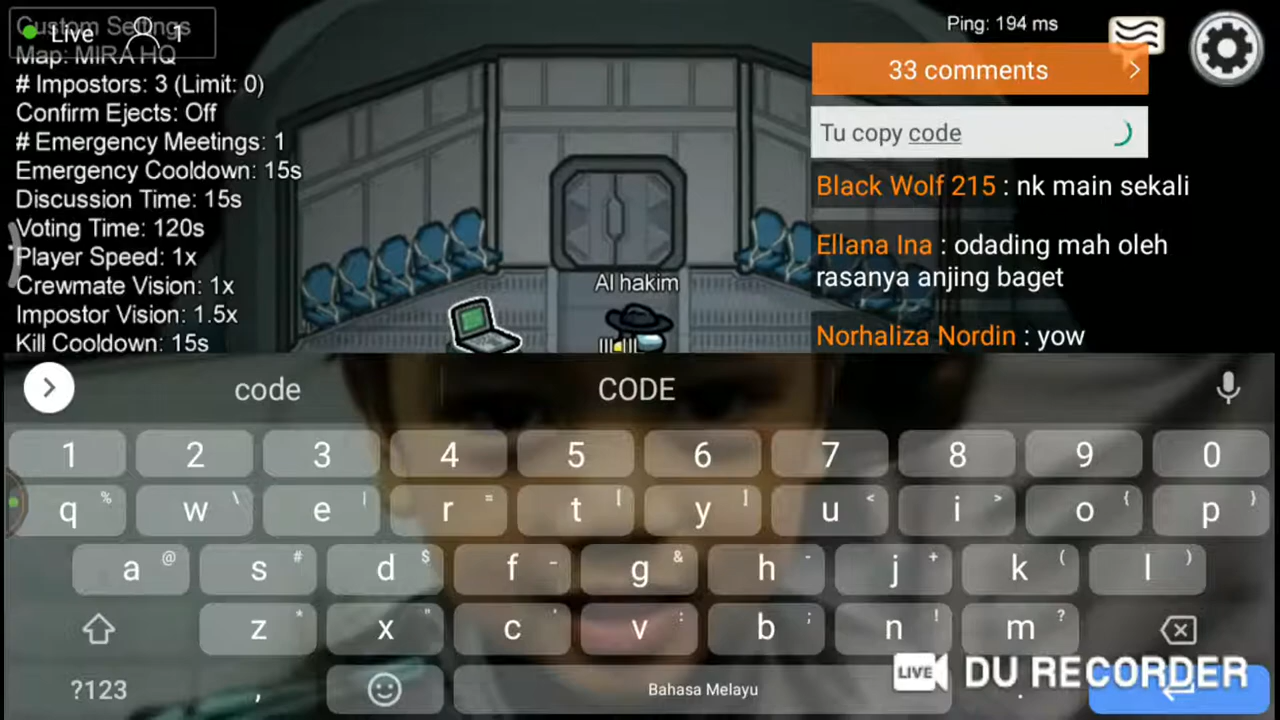 Custom Settings
Live 1
Map: MIRA HQ
# Impostors: 3 (Limit: 0)
Confirm Ejects: Off
# Emergency Meetings: 1
Emergency Cooldown: 15s
Discussion Time: 15s
Voting Time: 120s
Player Speed: 1x
Crewmate Vision: 1x
Impostor Vision: 1.5x
Kill Cooldown: 15s
Al hakim
Ping: 194 ms
33 comments
Tu copy code
Black Wolf 215 : nk main sekali
Ellana Ina : odading mah oleh
rasanya anjing baget
Norhaliza Nordin : yow
code CODE
1 2 3 4 5 6 7 8 9 0
q % w \ e | r = t [ y ] u < i > o { p }
a @ s # d $ f _ g & h - j + k ( l )
z * x " c ' v : b ; n ! m ?
?123 , Bahasa Melayu .
LIVE DU RECORDER